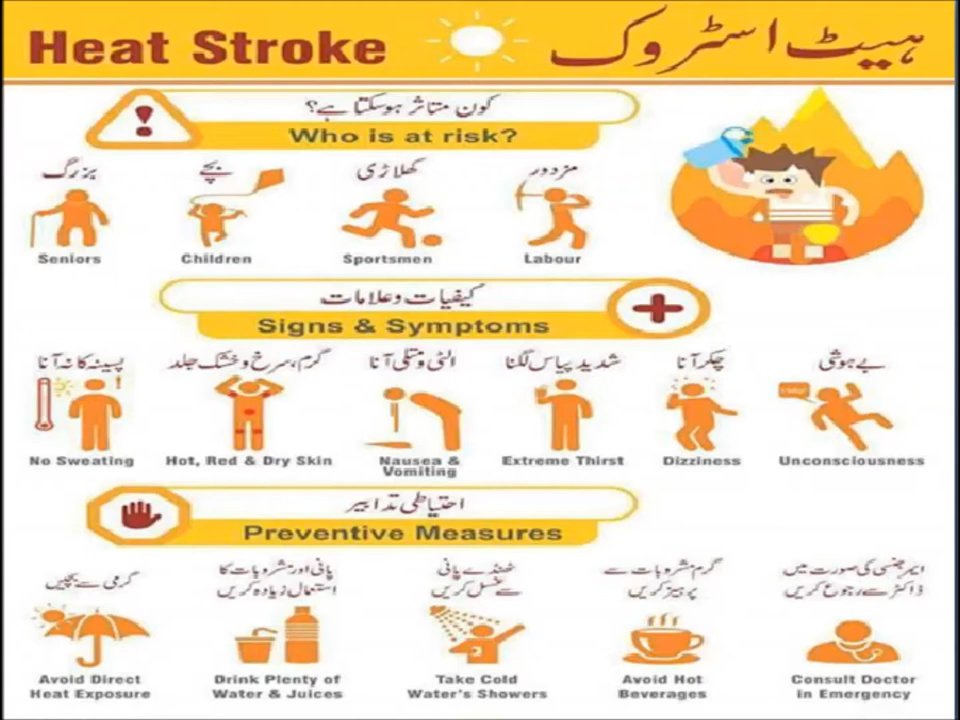 Heat Stroke
ہیٹ اسٹروک
کون متاثر ہوسکتا ہے؟
Who is at risk?
بزرگ
بچے
کھلاڑی
مزدور
Seniors
Children
Sportsmen
Labour
کیفیات و علامات
Signs & Symptoms
پسینہ کا نہ آنا
گرم، سرخ و خشک جلد
الٹی و متلی آنا
شدید پیاس لگنا
چکر آنا
بے ہوشی
No Sweating
Hot, Red & Dry Skin
Nausea &
Vomiting
Extreme Thirst
Dizziness
Unconsciousness
احتیاطی تدابیر
Preventive Measures
گرمی سے بچیں
پانی اور مشروبات کا
استعمال زیادہ کریں
ٹھنڈے پانی
سے غسل کریں
گرم مشروبات سے
پرہیز کریں
ایمرجنسی کی صورت میں
ڈاکٹر سے رجوع کریں
Avoid Direct
Heat Exposure
Drink Plenty of
Water & Juices
Take Cold
Water's Showers
Avoid Hot
Beverages
Consult Doctor
in Emergency